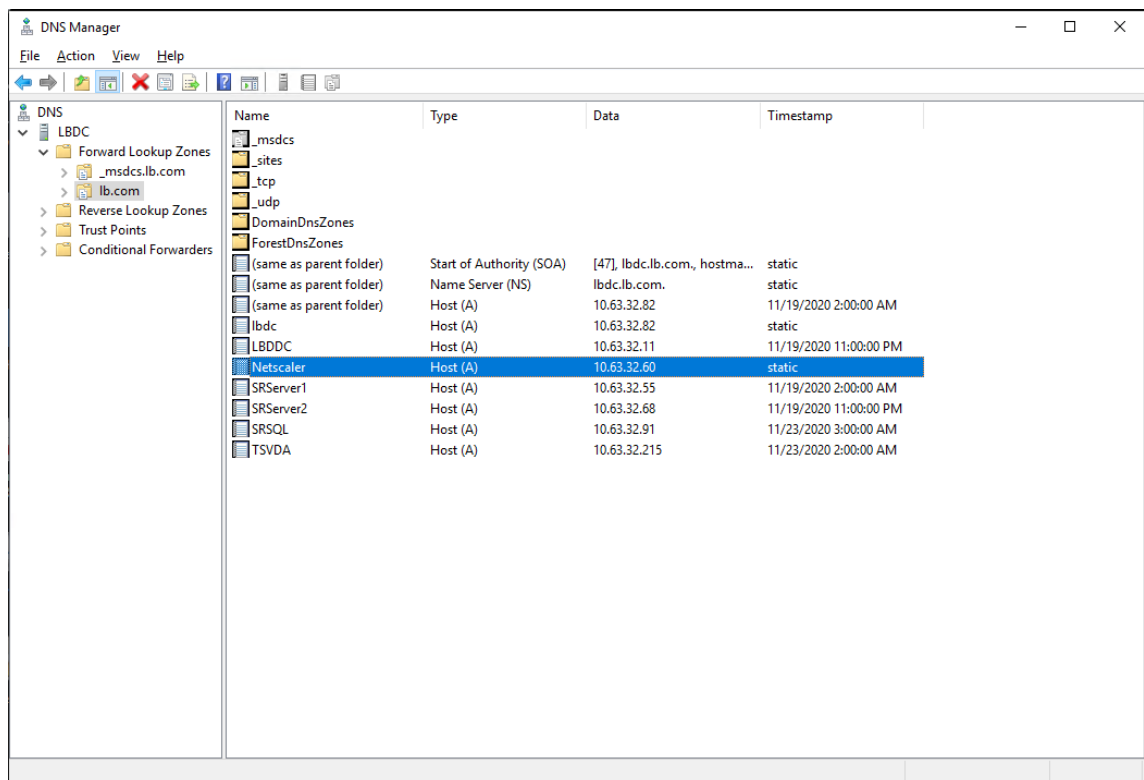 DNS Manager
File Action View Help
DNS
LBDC
Forward Lookup Zones
_msdcs.lb.com
lb.com
Reverse Lookup Zones
Trust Points
Conditional Forwarders
Name Type Data Timestamp
_msdcs
_sites
_tcp
_udp
DomainDnsZones
ForestDnsZones
(same as parent folder) Start of Authority (SOA) [47], lbdc.lb.com., hostma... static
(same as parent folder) Name Server (NS) lbdc.lb.com. static
(same as parent folder) Host (A) 10.63.32.82 11/19/2020 2:00:00 AM
lbdc Host (A) 10.63.32.82 static
LBDDC Host (A) 10.63.32.11 11/19/2020 11:00:00 PM
Netscaler Host (A) 10.63.32.60 static
SRServer1 Host (A) 10.63.32.55 11/19/2020 2:00:00 AM
SRServer2 Host (A) 10.63.32.68 11/19/2020 11:00:00 PM
SRSQL Host (A) 10.63.32.91 11/23/2020 3:00:00 AM
TSVDA Host (A) 10.63.32.215 11/23/2020 2:00:00 AM